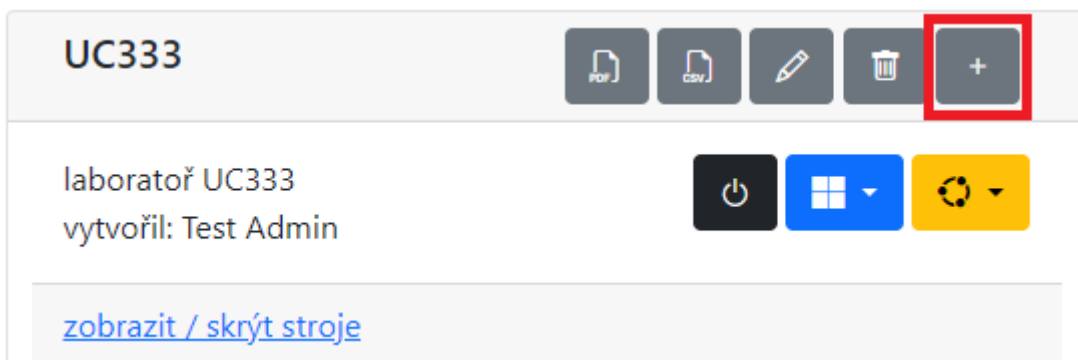 UC333
PDF
CSV
+
laboratoř UC333
vytvořil: Test Admin
zobrazit / skrýt stroje